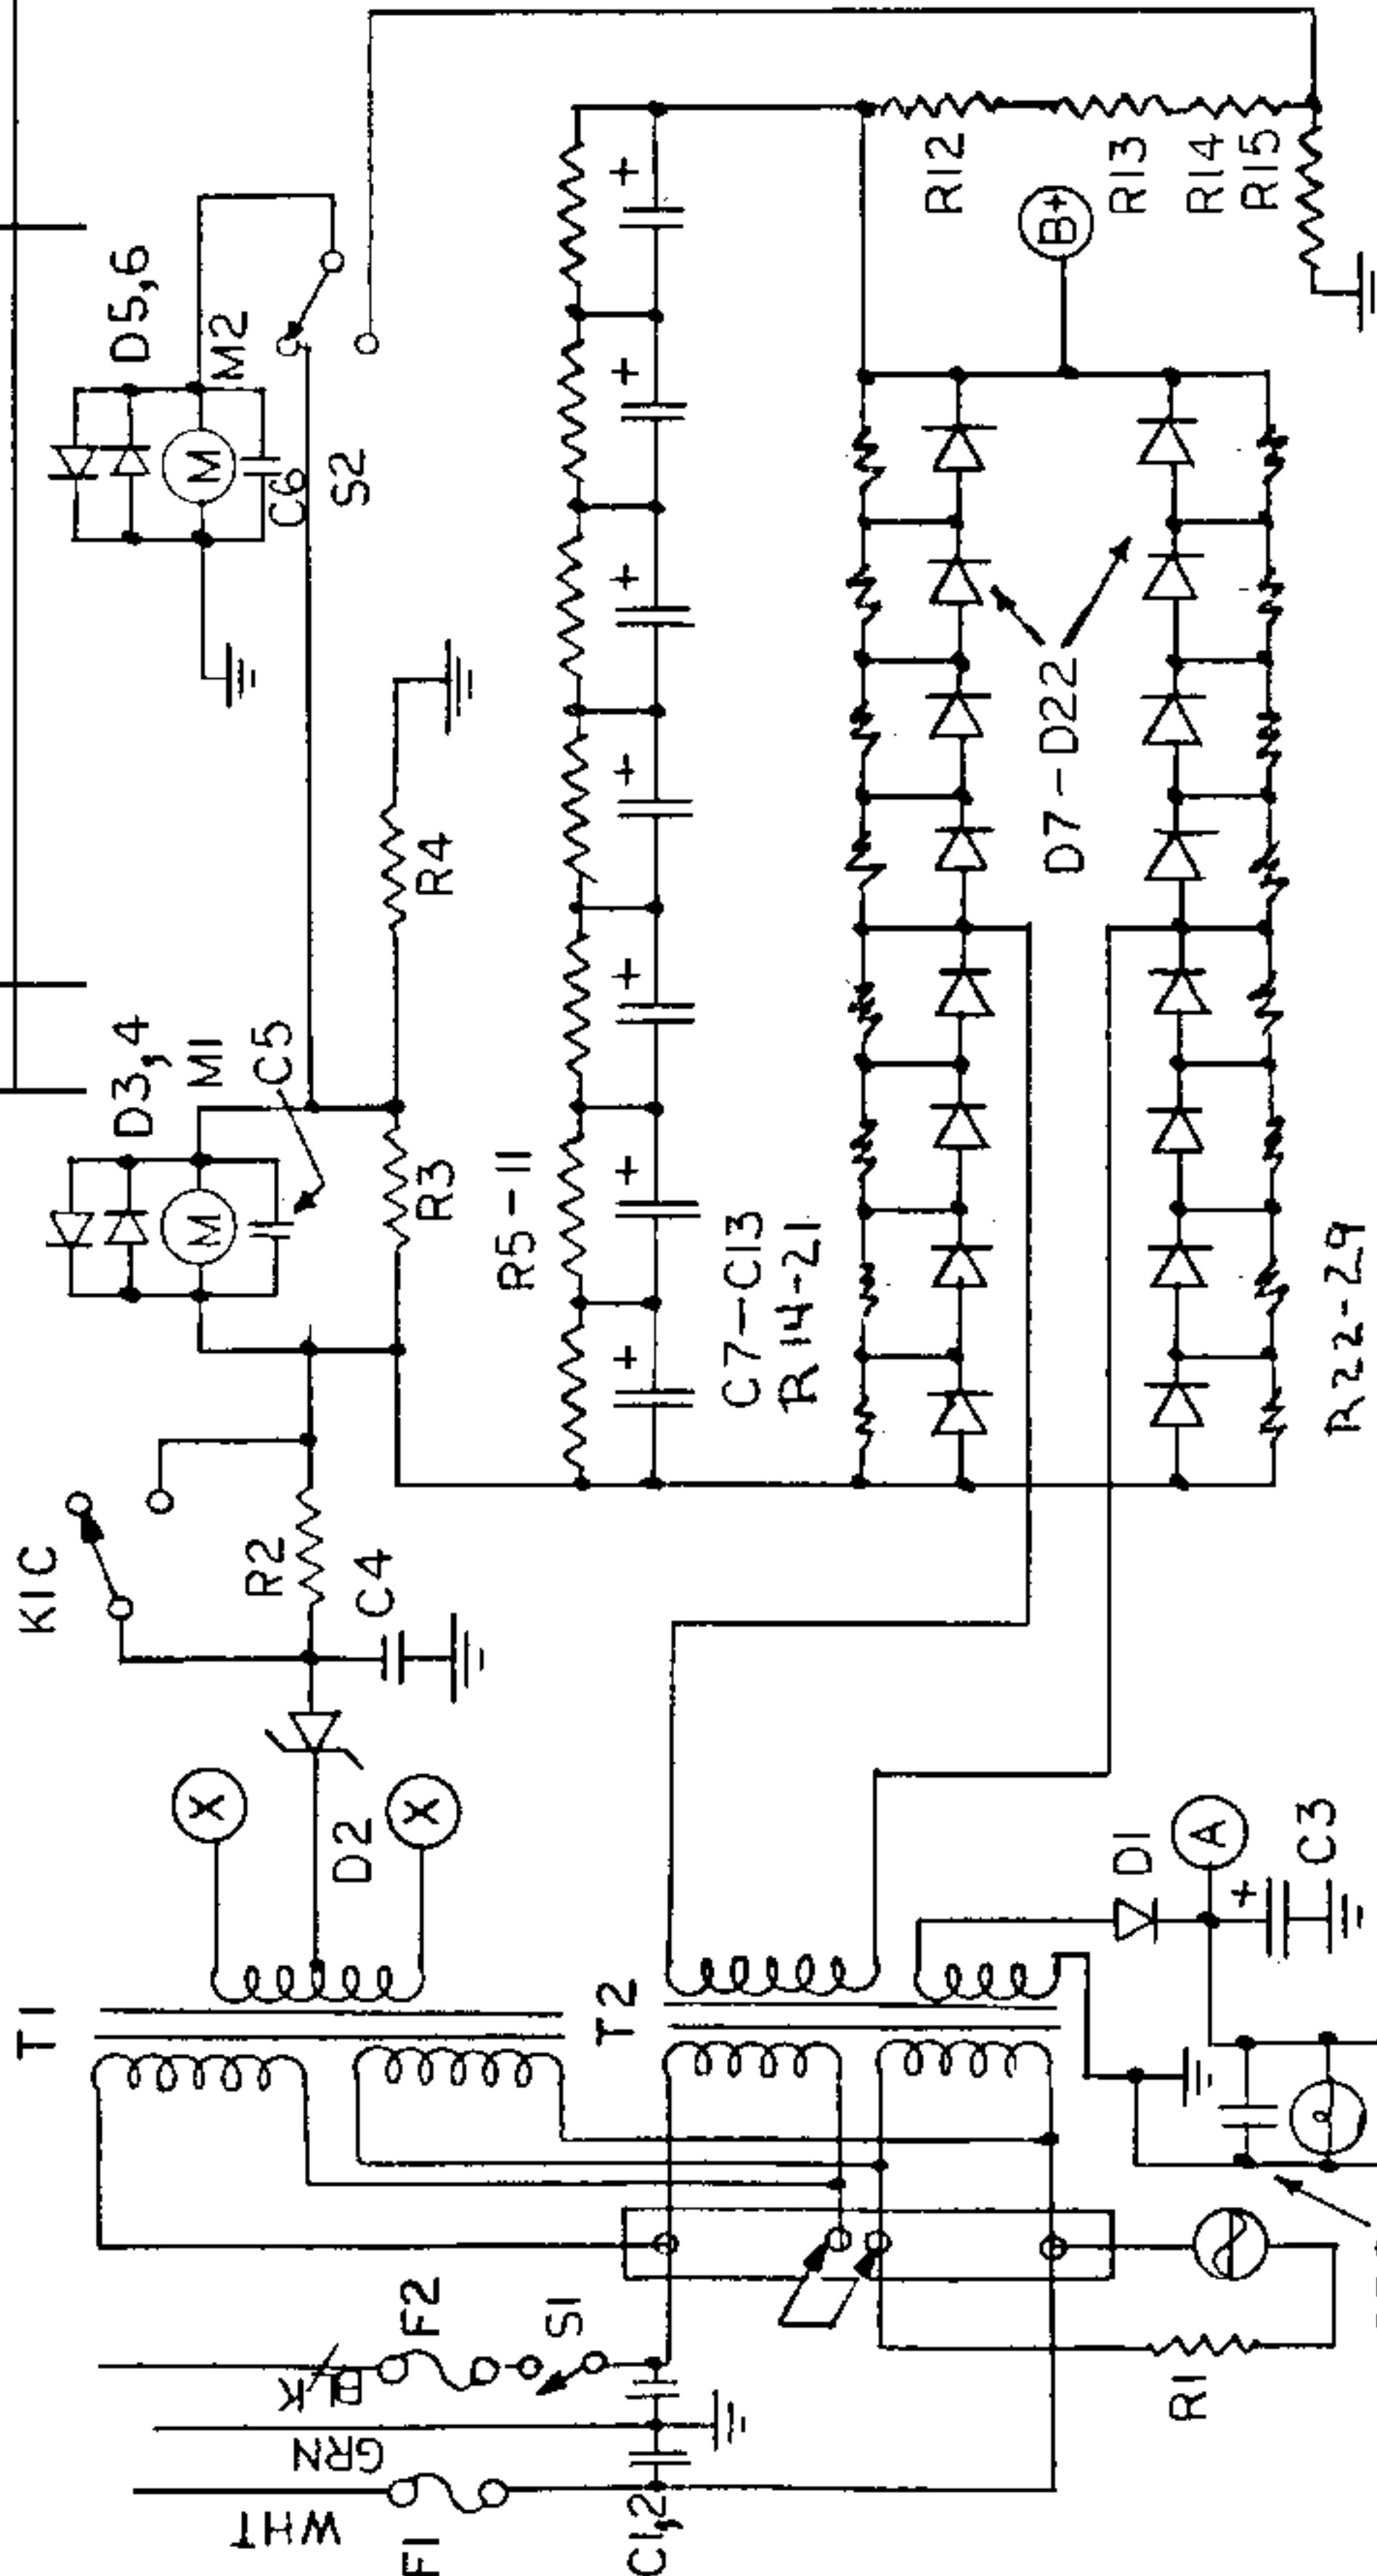 K1C
D3,4
M1
C5
D5,6
M2
M
M
C6
S2
R2
C4
R3
R4
T1
X
D2
X
R5-11
C7-C13
R14-21
R12
B+
R13
R14
R15
D7-D22
R22-29
T2
D1
A
+
C3
+
+
+
+
+
+
+
WHT
GRN
BLK
F1
F2
S1
C1,2
R1